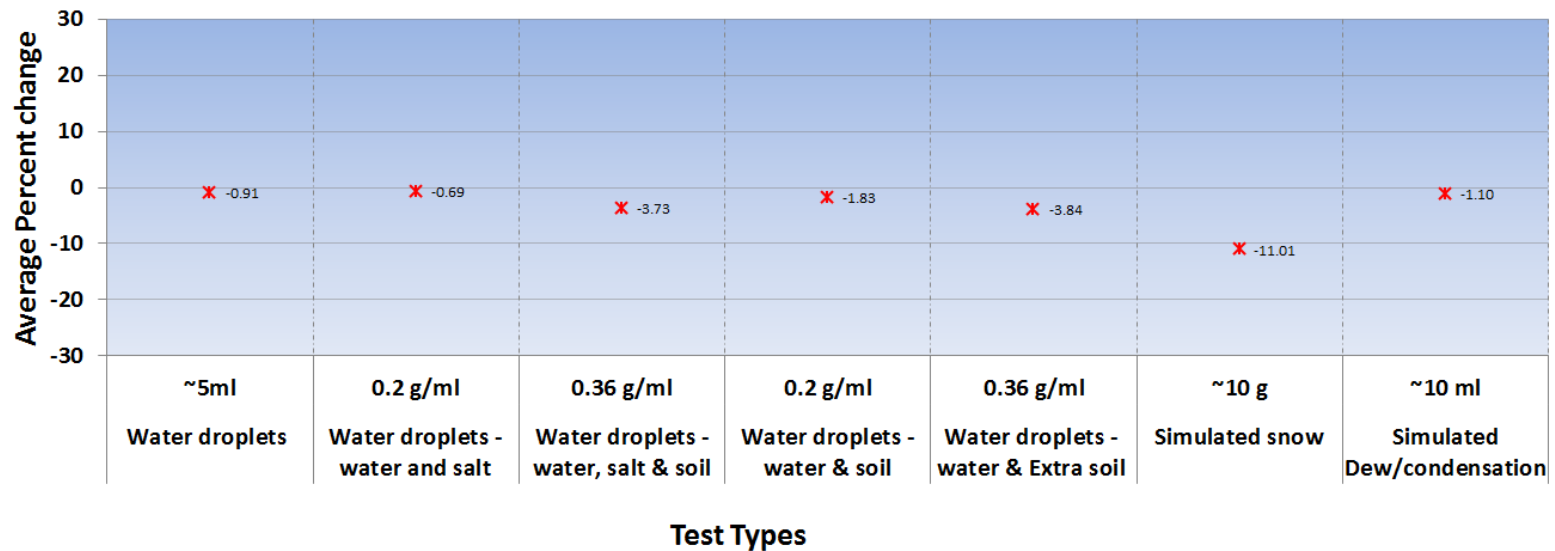 Average Percent change
30
20
10
0
-10
-20
-30
-0.91
-0.69
-3.73
-1.83
-3.84
-11.01
-1.10
~5ml
0.2 g/ml
0.36 g/ml
0.2 g/ml
0.36 g/ml
~10 g
~10 ml
Water droplets
Water droplets -
water and salt
Water droplets -
water, salt & soil
Water droplets -
water & soil
Water droplets -
water & Extra soil
Simulated snow
Simulated
Dew/condensation
Test Types